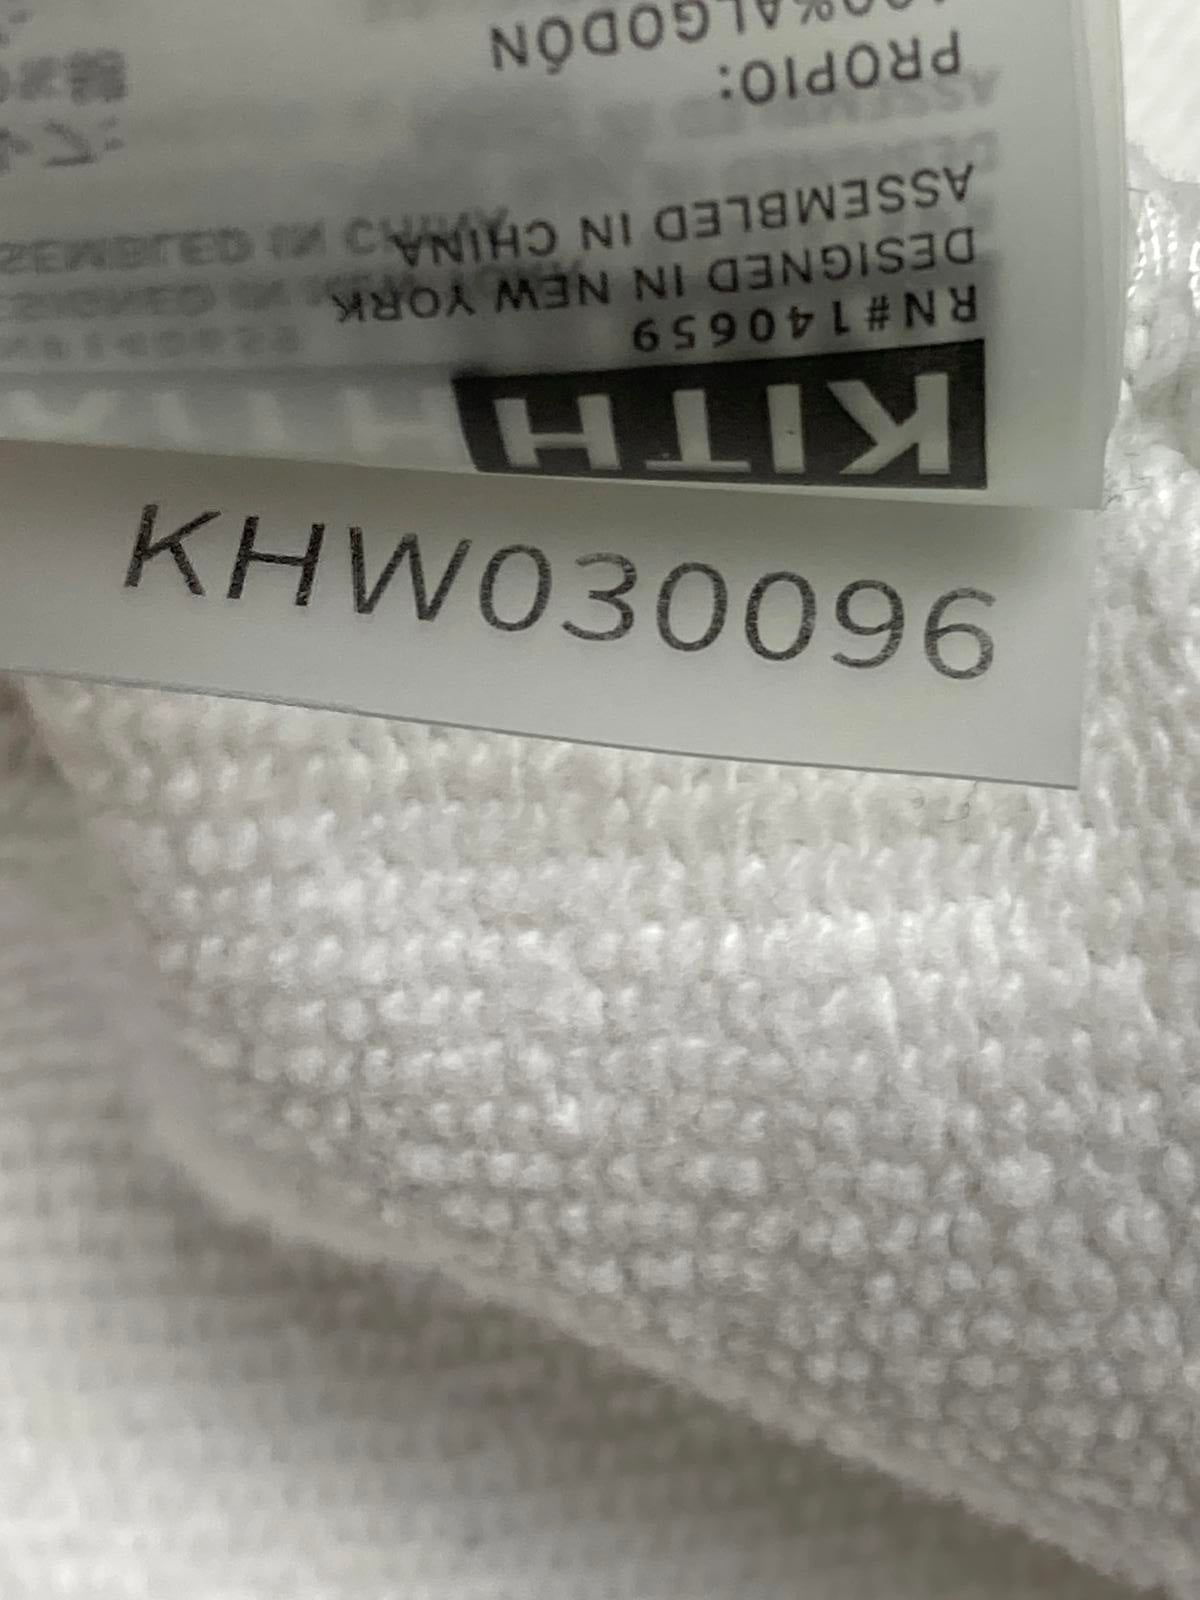 KITH
RN#140659
DESIGNED IN NEW YORK
ASSEMBLED IN CHINA
PROPIO:
100%ALGODÓN
KHW030096